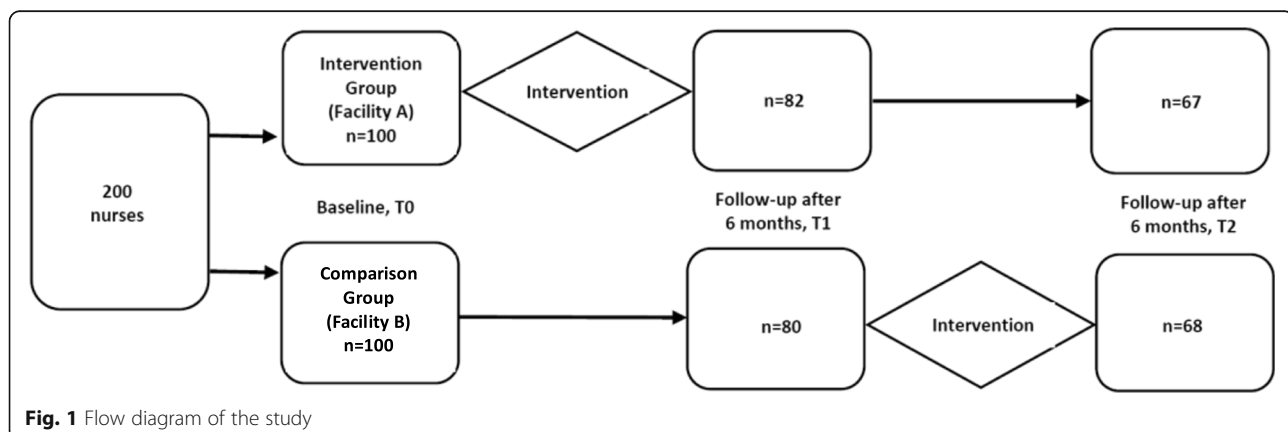 200
nurses
Intervention
Group
(Facility A)
n=100
Intervention
n=82
n=67
Baseline, T0
Follow-up after
6 months, T1
Follow-up after
6 months, T2
Comparison
Group
(Facility B)
n=100
n=80
Intervention
n=68
Fig. 1 Flow diagram of the study